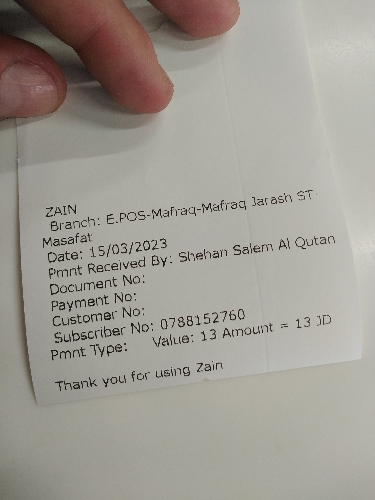 ZAIN
Branch: E.POS-Mafraq-Mafraq Jarash ST-
Masafat
Date: 15/03/2023
Pmnt Received By: Shehan Salem Al Qutan
Document No:
Payment No:
Customer No:
Subscriber No: 0788152760
Pmnt Type: Value: 13 Amount = 13 JD
Thank you for using Zain